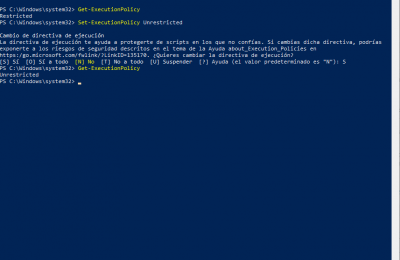 PS C:\Windows\system32> Get-ExecutionPolicy
Restricted
PS C:\Windows\system32> Set-ExecutionPolicy Unrestricted
Cambio de directiva de ejecución
La directiva de ejecución te ayuda a protegerte de scripts en los que no confías. Si cambias dicha directiva, podrías
exponerte a los riesgos de seguridad descritos en el tema de la Ayuda about_Execution_Policies en
https:/go.microsoft.com/fwlink/?LinkID=135170. ¿Quieres cambiar la directiva de ejecución?
[S] Sí  [O] Sí a todo  [N] No  [T] No a todo  [U] Suspender  [?] Ayuda (el valor predeterminado es "N"): S
PS C:\Windows\system32> Get-ExecutionPolicy
Unrestricted
PS C:\Windows\system32> _